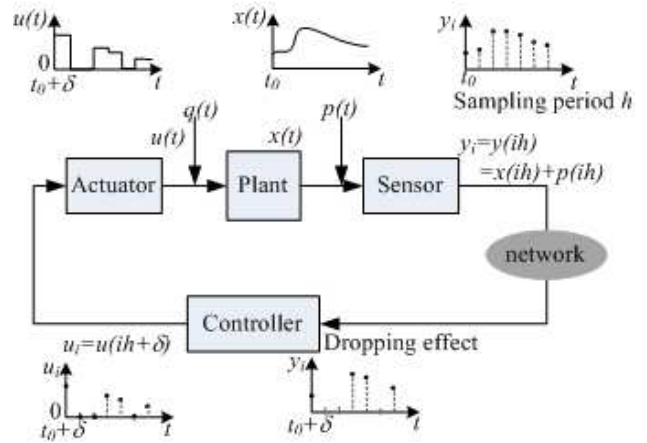 u(t)
0
t₀+δ
t
x(t)
t₀
t
yᵢ
t₀
t
Sampling period h
q(t)
u(t)
x(t)
p(t)
yᵢ=y(ih)
=x(ih)+p(ih)
Actuator
Plant
Sensor
network
Controller
Dropping effect
uᵢ=u(ih+δ)
uᵢ
0
t₀+δ
t
yᵢ
t₀+δ
t